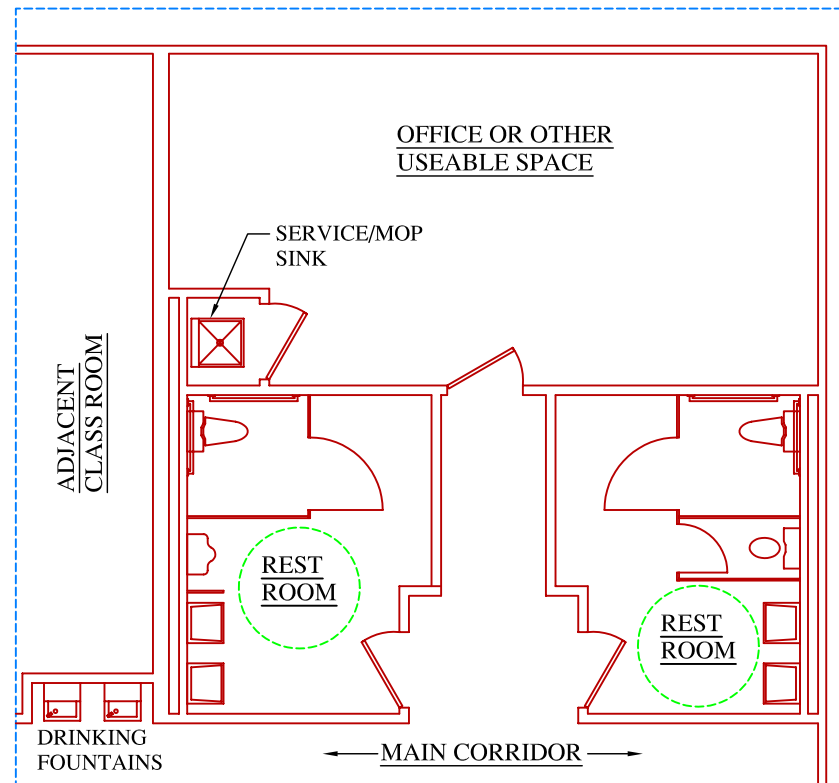 OFFICE OR OTHER
USEABLE SPACE
SERVICE/MOP
SINK
ADJACENT
CLASS ROOM
REST
ROOM
REST
ROOM
DRINKING
FOUNTAINS
MAIN CORRIDOR